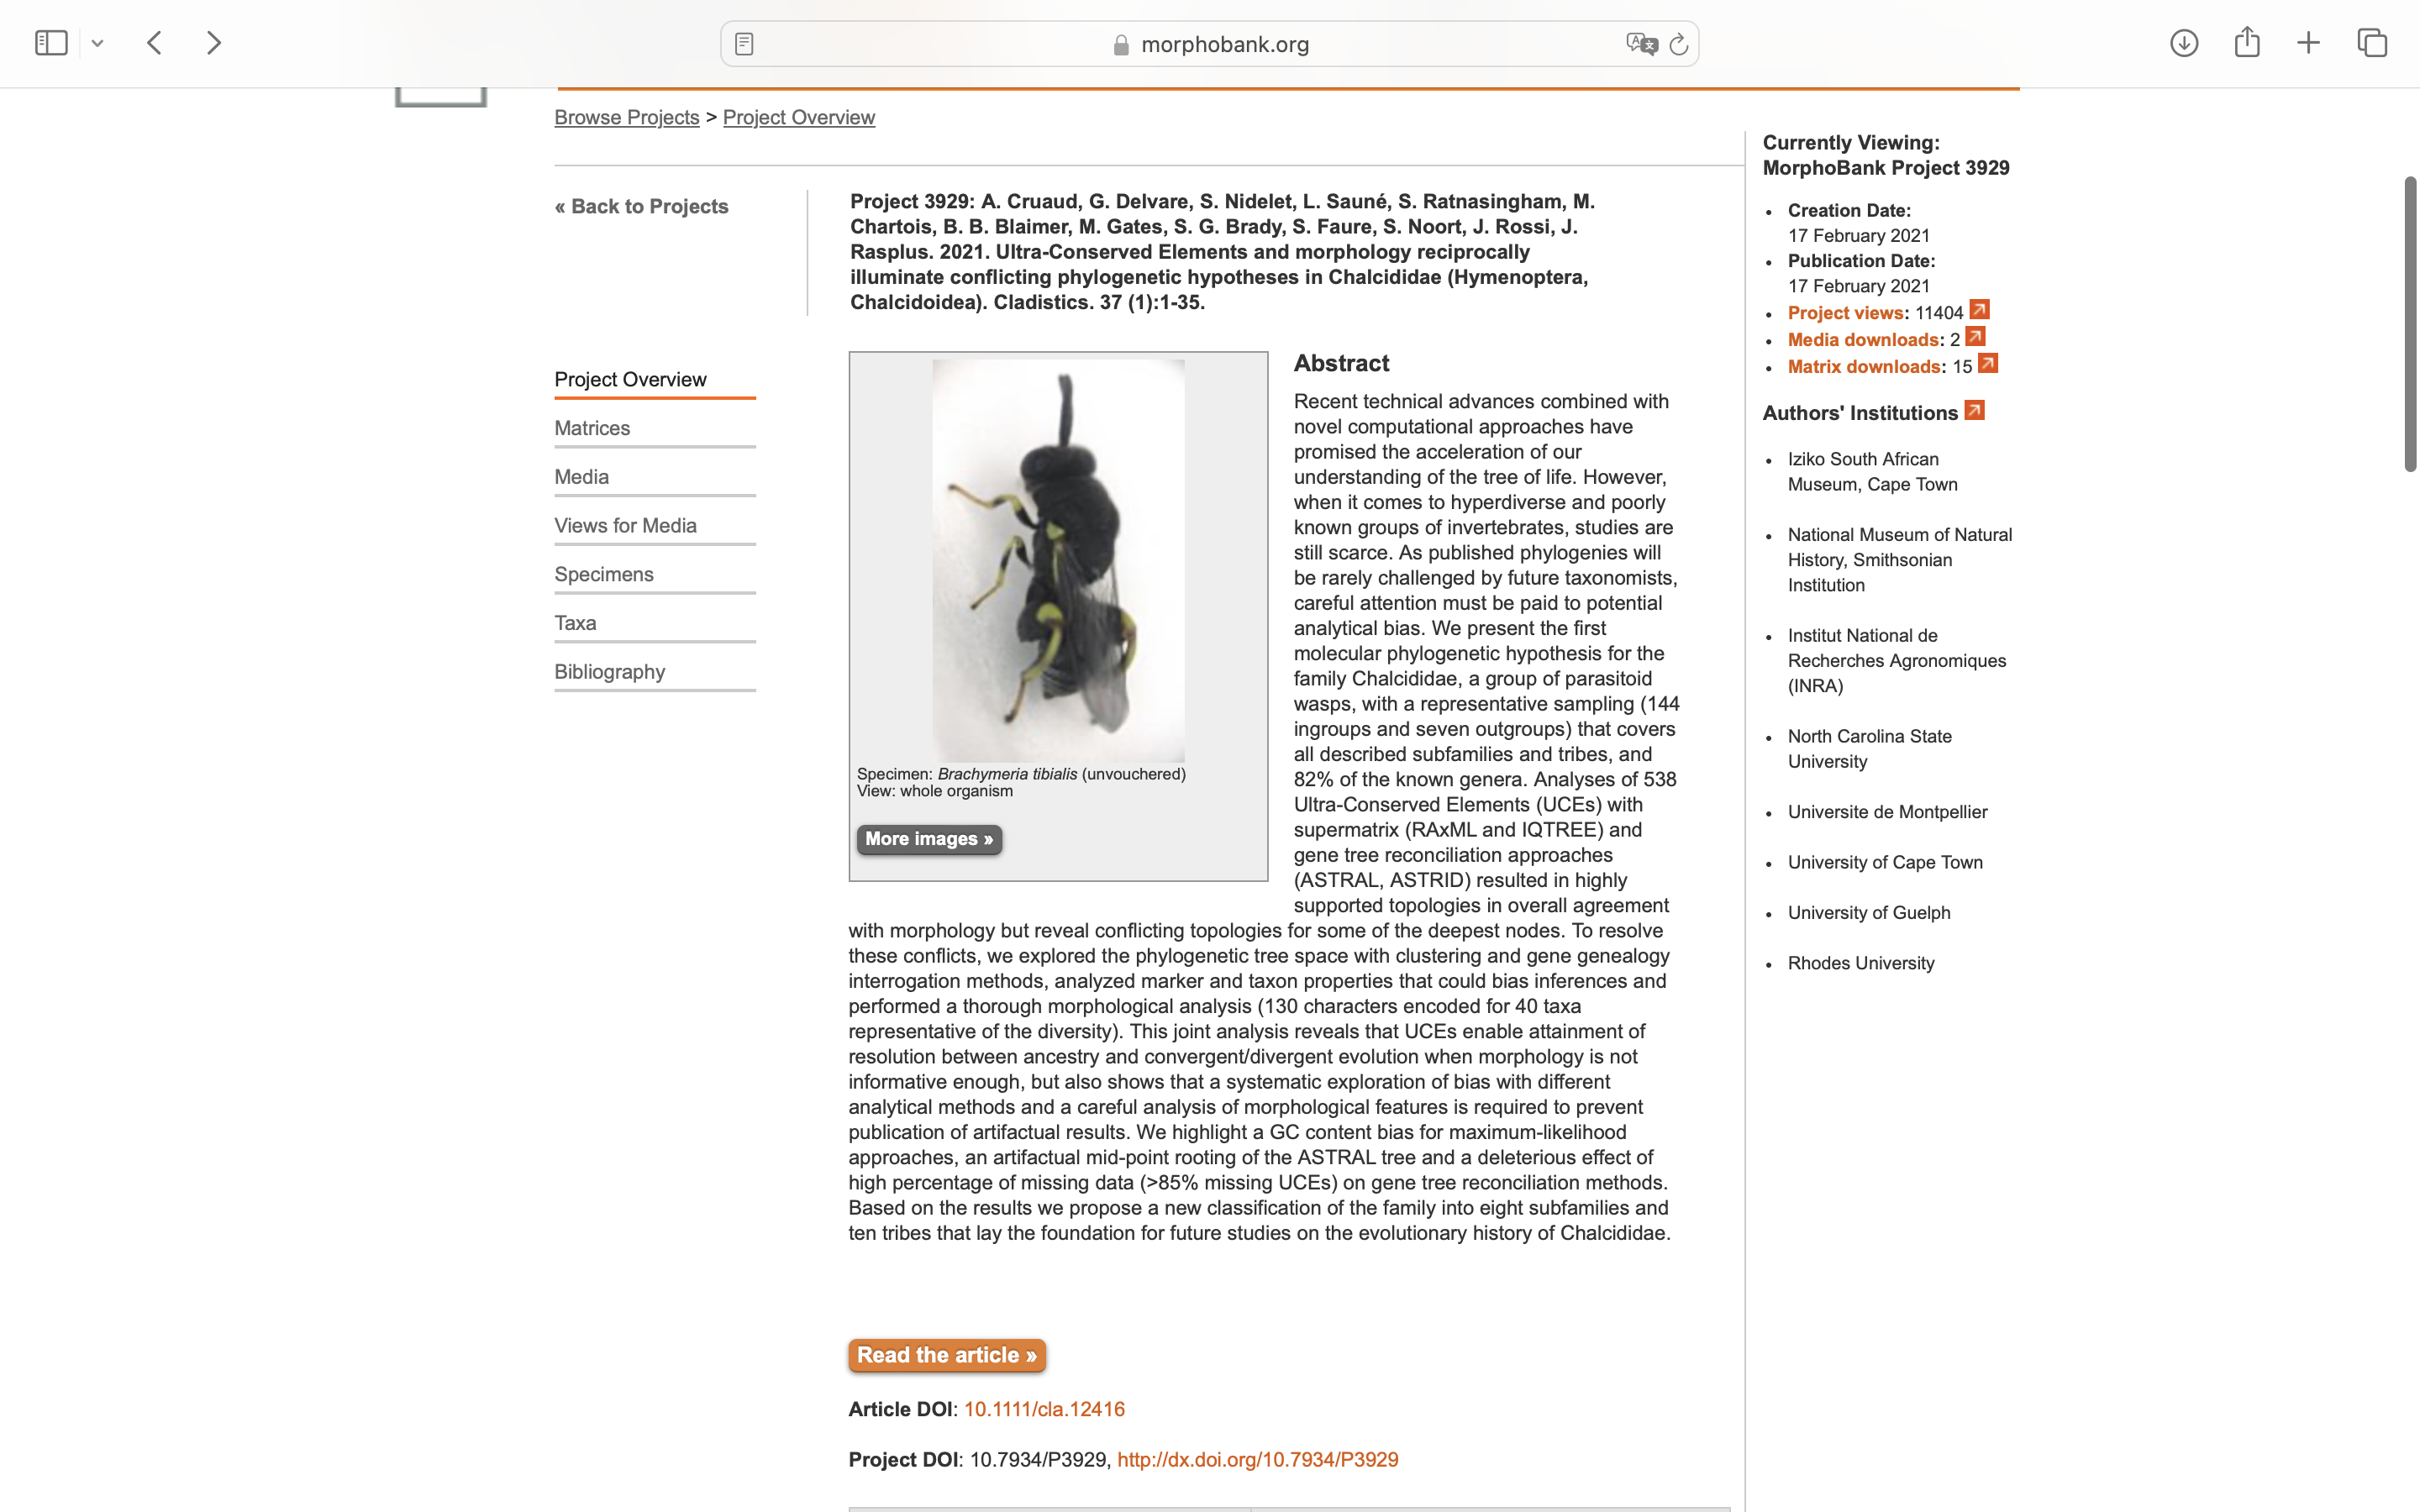 morphobank.org
Browse Projects > Project Overview
« Back to Projects
Project 3929: A. Cruaud, G. Delvare, S. Nidelet, L. Sauné, S. Ratnasingham, M.
Chartois, B. B. Blaimer, M. Gates, S. G. Brady, S. Faure, S. Noort, J. Rossi, J.
Rasplus. 2021. Ultra-Conserved Elements and morphology reciprocally
illuminate conflicting phylogenetic hypotheses in Chalcididae (Hymenoptera,
Chalcidoidea). Cladistics. 37 (1):1-35.
Project Overview
Matrices
Media
Views for Media
Specimens
Taxa
Bibliography
Specimen: Brachymeria tibialis (unvouchered)
View: whole organism
More images »
Abstract
Recent technical advances combined with
novel computational approaches have
promised the acceleration of our
understanding of the tree of life. However,
when it comes to hyperdiverse and poorly
known groups of invertebrates, studies are
still scarce. As published phylogenies will
be rarely challenged by future taxonomists,
careful attention must be paid to potential
analytical bias. We present the first
molecular phylogenetic hypothesis for the
family Chalcididae, a group of parasitoid
wasps, with a representative sampling (144
ingroups and seven outgroups) that covers
all described subfamilies and tribes, and
82% of the known genera. Analyses of 538
Ultra-Conserved Elements (UCEs) with
supermatrix (RAxML and IQTREE) and
gene tree reconciliation approaches
(ASTRAL, ASTRID) resulted in highly
supported topologies in overall agreement
with morphology but reveal conflicting topologies for some of the deepest nodes. To resolve
these conflicts, we explored the phylogenetic tree space with clustering and gene genealogy
interrogation methods, analyzed marker and taxon properties that could bias inferences and
performed a thorough morphological analysis (130 characters encoded for 40 taxa
representative of the diversity). This joint analysis reveals that UCEs enable attainment of
resolution between ancestry and convergent/divergent evolution when morphology is not
informative enough, but also shows that a systematic exploration of bias with different
analytical methods and a careful analysis of morphological features is required to prevent
publication of artifactual results. We highlight a GC content bias for maximum-likelihood
approaches, an artifactual mid-point rooting of the ASTRAL tree and a deleterious effect of
high percentage of missing data (>85% missing UCEs) on gene tree reconciliation methods.
Based on the results we propose a new classification of the family into eight subfamilies and
ten tribes that lay the foundation for future studies on the evolutionary history of Chalcididae.
Read the article »
Article DOI: 10.1111/cla.12416
Project DOI: 10.7934/P3929, http://dx.doi.org/10.7934/P3929
Currently Viewing:
MorphoBank Project 3929
• Creation Date:
17 February 2021
• Publication Date:
17 February 2021
• Project views: 11404
• Media downloads: 2
• Matrix downloads: 15
Authors' Institutions
• Iziko South African
Museum, Cape Town
• National Museum of Natural
History, Smithsonian
Institution
• Institut National de
Recherches Agronomiques
(INRA)
• North Carolina State
University
• Universite de Montpellier
• University of Cape Town
• University of Guelph
• Rhodes University